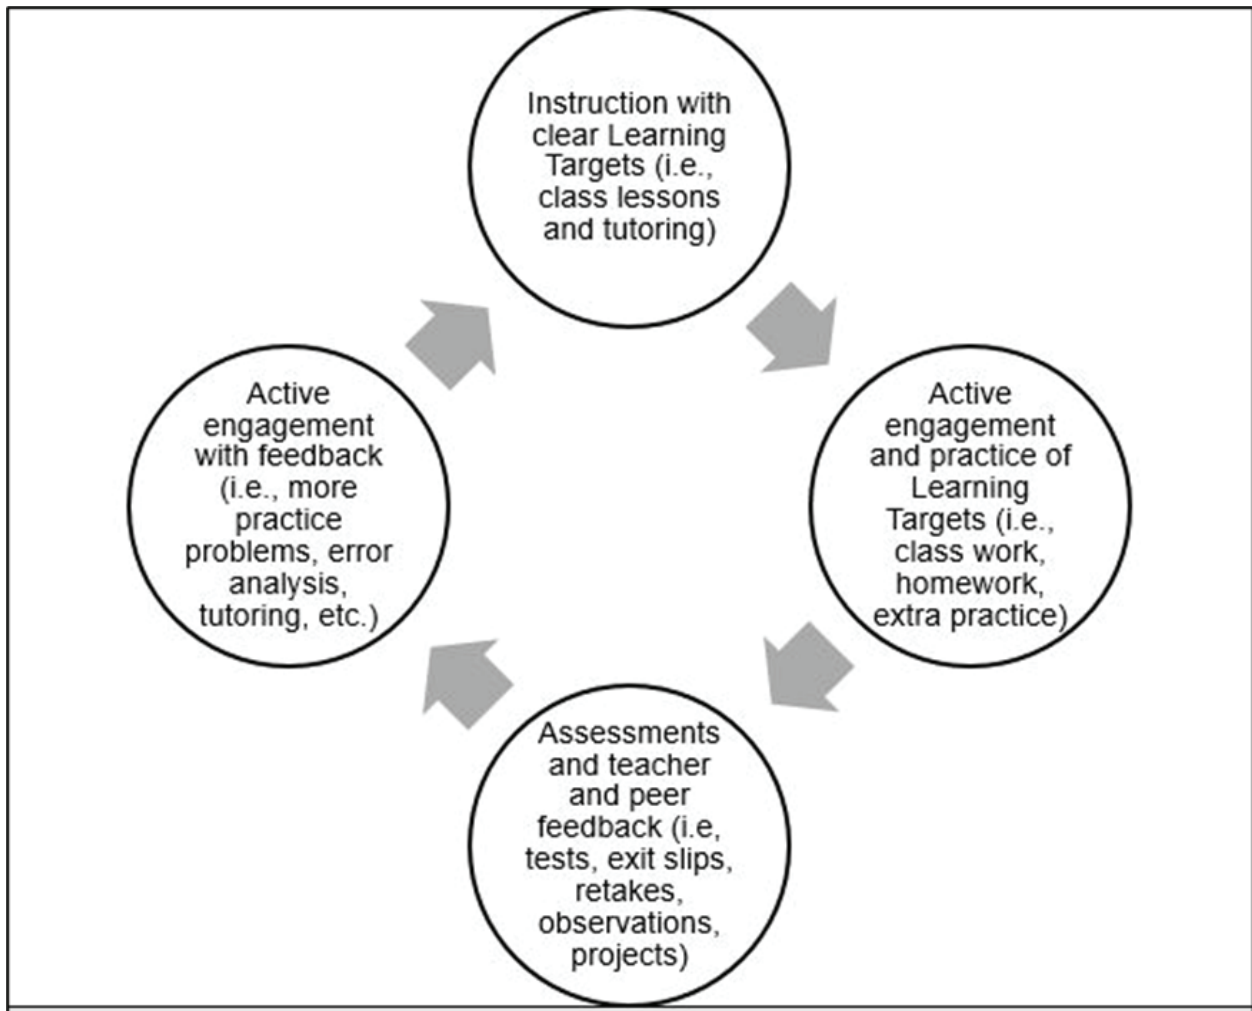 Instruction with
clear Learning
Targets (i.e.,
class lessons
and tutoring)
Active
engagement
and practice of
Learning
Targets (i.e.,
class work,
homework,
extra practice)
Assessments
and teacher
and peer
feedback (i.e,
tests, exit slips,
retakes,
observations,
projects)
Active
engagement
with feedback
(i.e., more
practice
problems, error
analysis,
tutoring, etc.)